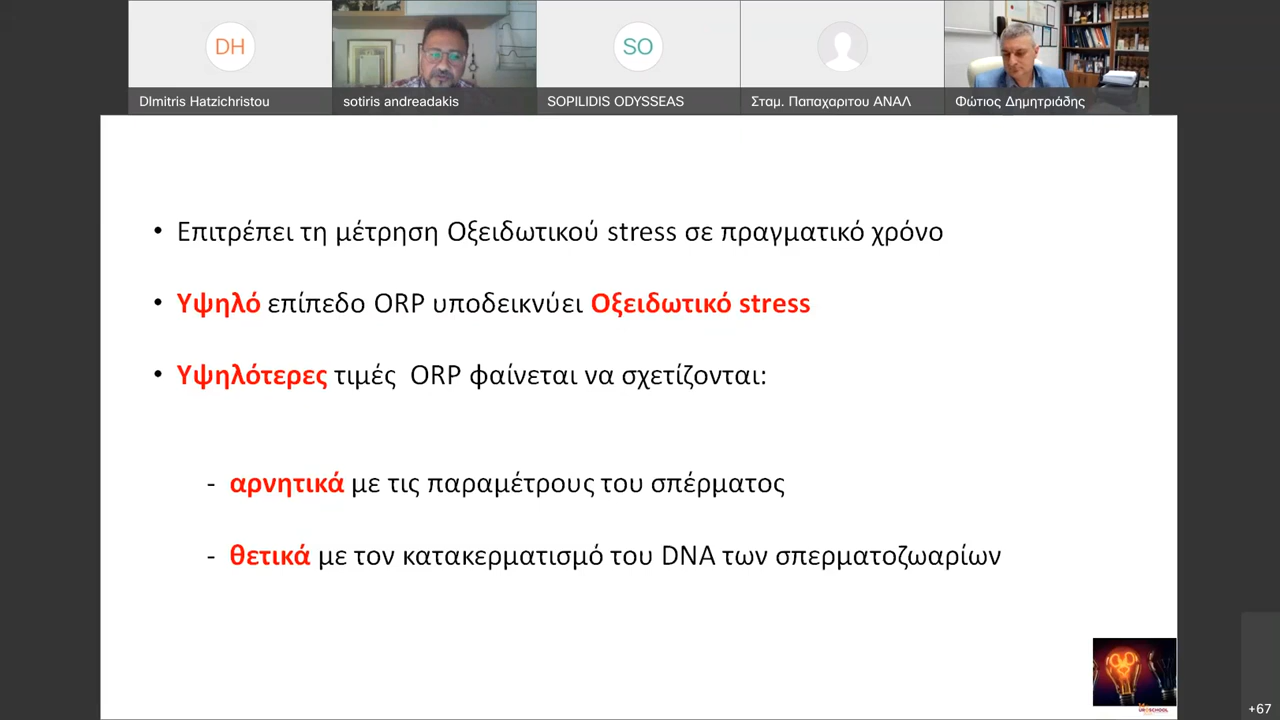 DH
SO
DImitris Hatzichristou
sotiris andreadakis
SOPILIDIS ODYSSEAS
Σταμ. Παπαχαριτου ΑΝΑΛ
Φώτιος Δημητριάδης
• Επιτρέπει τη μέτρηση Οξειδωτικού stress σε πραγματικό χρόνο
• Υψηλό επίπεδο ORP υποδεικνύει Οξειδωτικό stress
• Υψηλότερες τιμές ORP φαίνεται να σχετίζονται:
- αρνητικά με τις παραμέτρους του σπέρματος
- θετικά με τον κατακερματισμό του DNA των σπερματοζωαρίων
+67